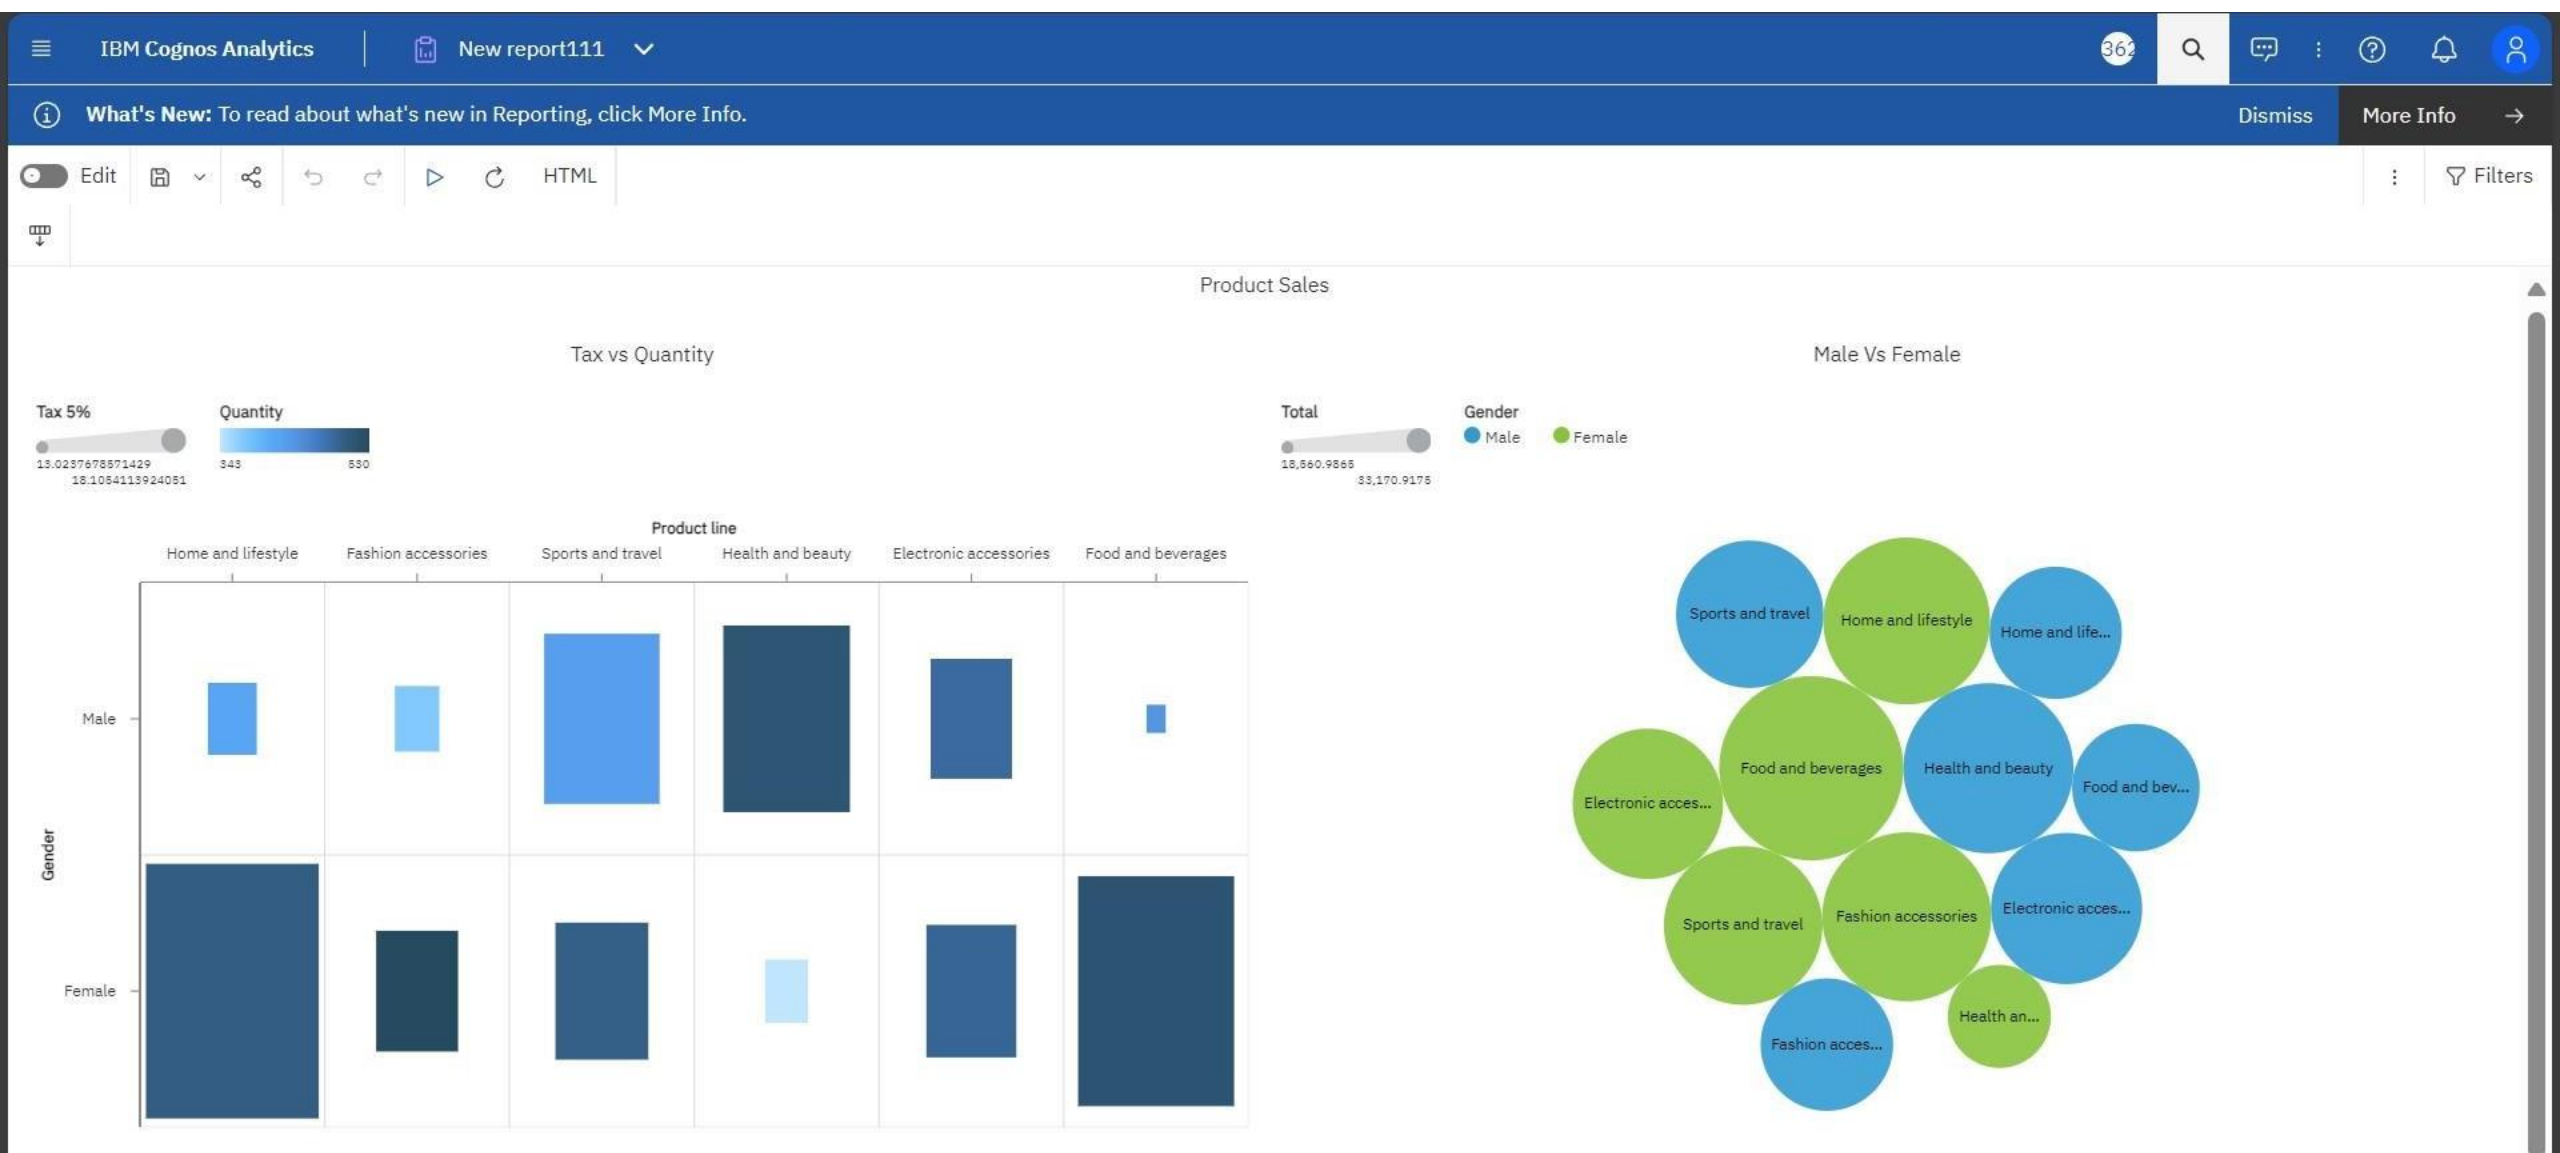 IBM Cognos Analytics
New report111
362
What's New: To read about what's new in Reporting, click More Info.
Dismiss
More Info
Edit
HTML
Filters
Product Sales
Tax vs Quantity
Male Vs Female
Tax 5%
Quantity
13.0237678571429
18.1054113924051
343
530
Total
Gender
18,560.9865
33,170.9175
Male
Female
Product line
Home and lifestyle
Fashion accessories
Sports and travel
Health and beauty
Electronic accessories
Food and beverages
Gender
Male
Female
Sports and travel
Home and lifestyle
Home and life...
Food and beverages
Health and beauty
Food and bev...
Electronic acces...
Sports and travel
Fashion accessories
Electronic acces...
Health an...
Fashion acces...